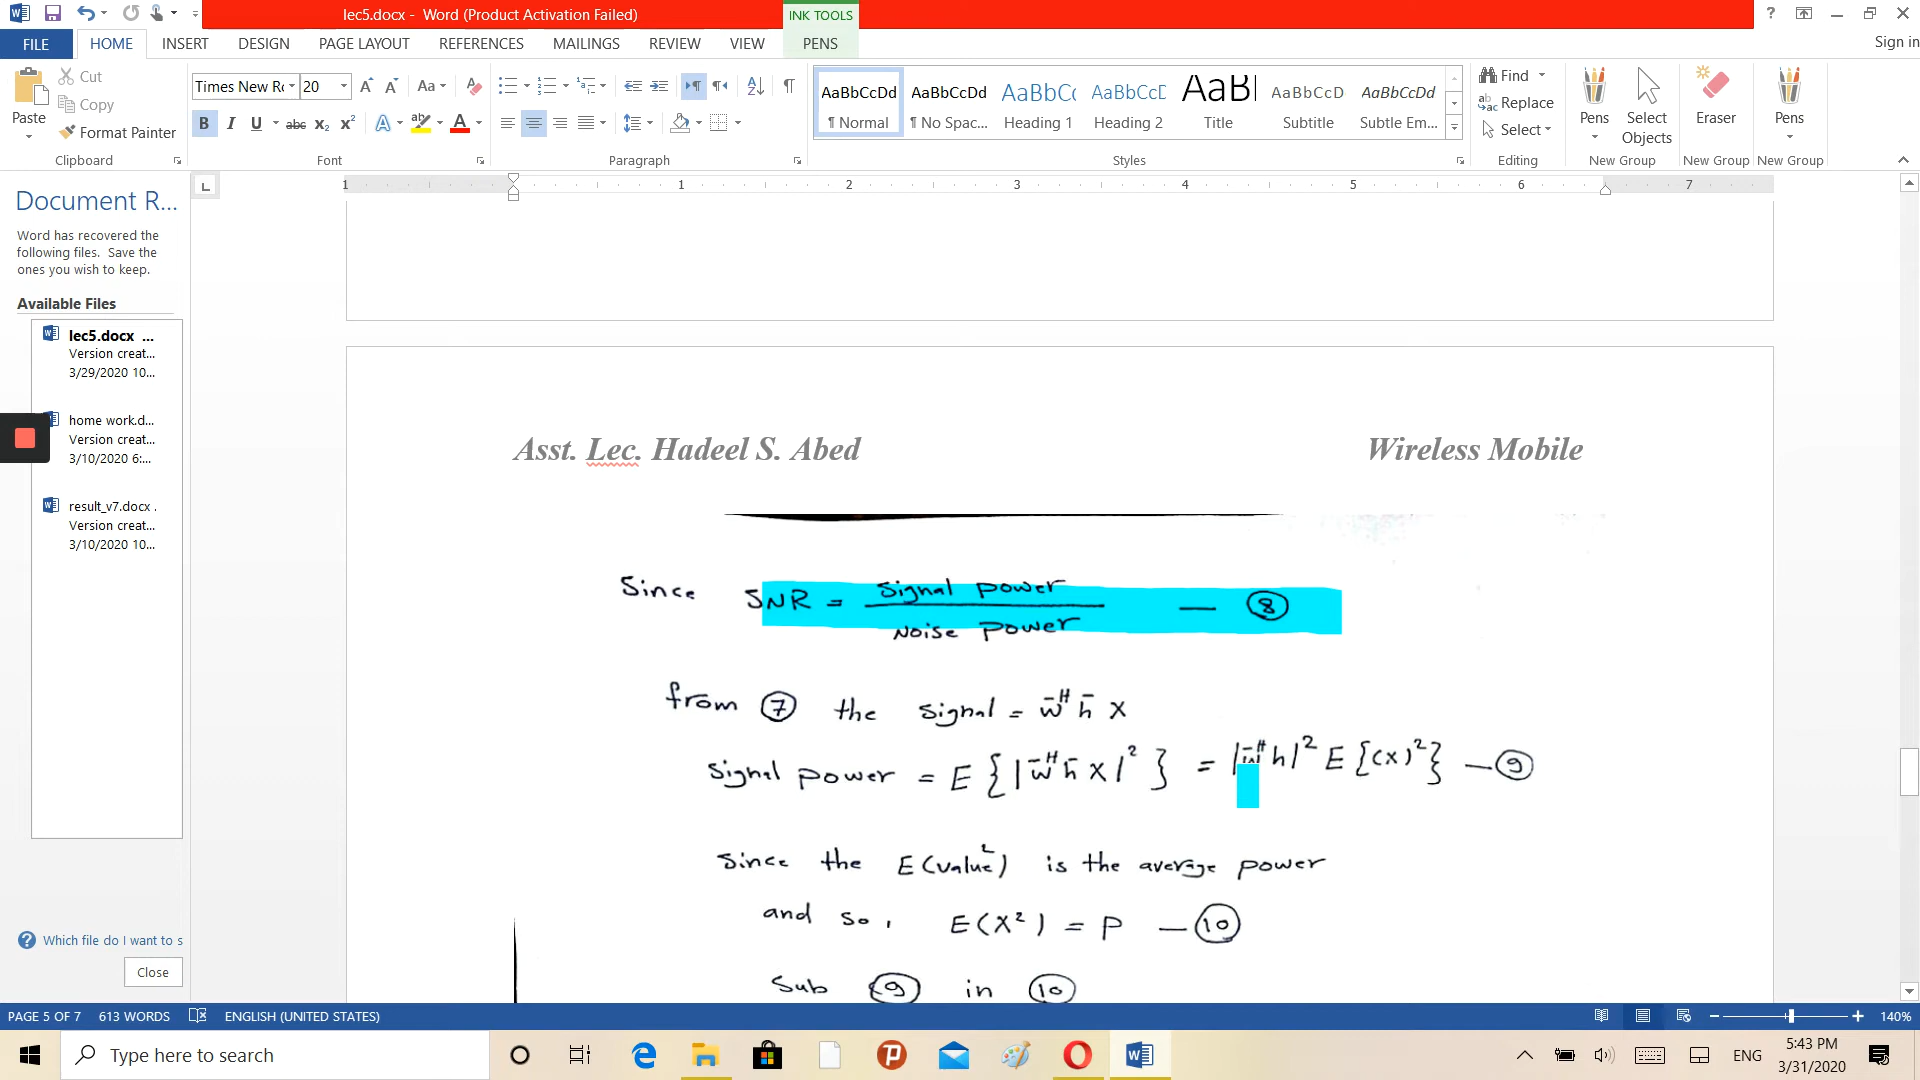 lec5.docx - Word (Product Activation Failed)
INK TOOLS
FILE HOME INSERT DESIGN PAGE LAYOUT REFERENCES MAILINGS REVIEW VIEW PENS
Sign in
Paste
Cut
Copy
Format Painter
Clipboard
Times New Ro 20
Font
Paragraph
AaBbCcDd AaBbCcDd AaBbCc AaBbCcD AaBl AaBbCcD AaBbCcDd
¶ Normal ¶ No Spac... Heading 1 Heading 2 Title Subtitle Subtle Em...
Styles
Find
Replace
Select
Editing
Pens
Select Objects
New Group
Eraser
New Group
Pens
New Group
1 1 2 3 4 5 6 7
Document R...
Word has recovered the
following files. Save the
ones you wish to keep.
Available Files
lec5.docx ...
Version creat...
3/29/2020 10...
home work.d...
Version creat...
3/10/2020 6:...
result_v7.docx .
Version creat...
3/10/2020 10...
Which file do I want to s
Close
Asst. Lec. Hadeel S. Abed Wireless Mobile
Since SNR = Signal power / Noise power — ⑧
from ⑦ the signal = w̄ᴴ h̄ x
signal power = E { |w̄ᴴ h̄ x|² } = |w̄ᴴ h|² E {(x)²} — ⑨
since the E(value²) is the average power
and so, E(x²) = P — ⑩
Sub ⑨ in ⑩
PAGE 5 OF 7 613 WORDS ENGLISH (UNITED STATES) 140%
Type here to search
ENG
5:43 PM
3/31/2020